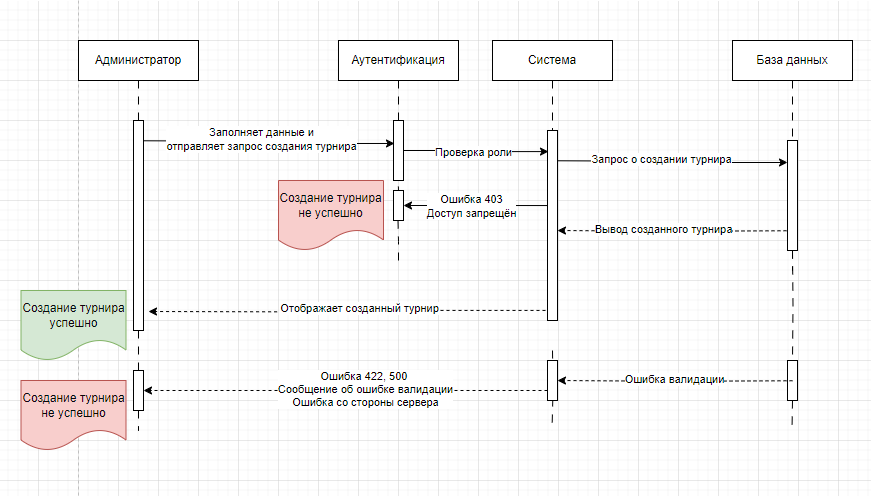 Администратор
Аутентификация
Система
База данных
Заполняет данные и
отправляет запрос создания турнира
Проверка роли
Запрос о создании турнира
Создание турнира
не успешно
Ошибка 403
Доступ запрещён
Вывод созданного турнира
Создание турнира
успешно
Отображает созданный турнир
Ошибка 422, 500
Сообщение об ошибке валидации
Ошибка со стороны сервера
Ошибка валидации
Создание турнира
не успешно